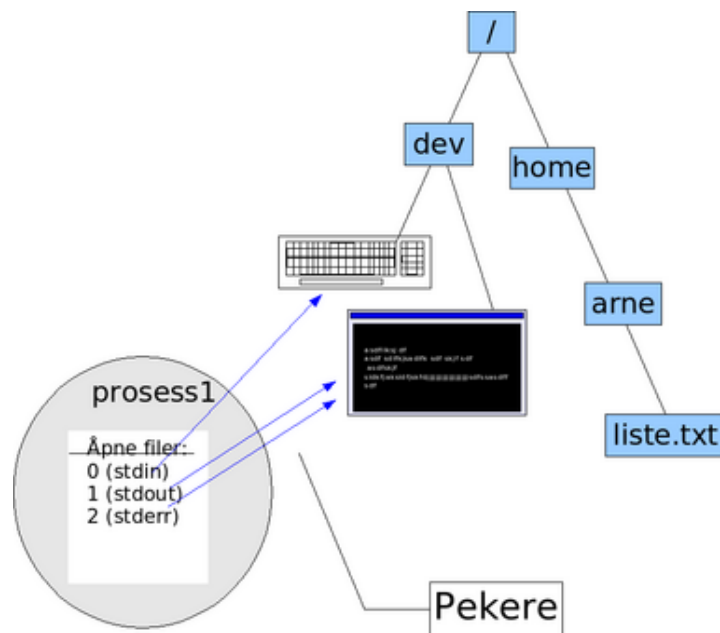 /
dev
home
arne
liste.txt
prosess1
Åpne filer:
0 (stdin)
1 (stdout)
2 (stderr)
Pekere